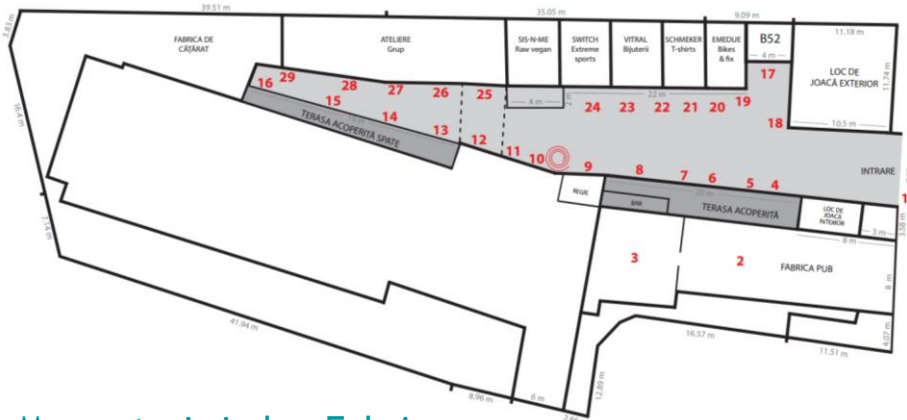 39.51 m
35.05 m
9.09 m
3.83 m
11.18 m
FABRICA DE
CĂȚĂRAT
ATELIERE
Grup
SIS-N-ME
Raw vegan
SWITCH
Extreme
sports
VITRAL
Bijuterii
SCHMEKER
T-shirts
EMEDUE
Bikes
& fix
B52
4 m
LOC DE
JOACĂ EXTERIOR
11.74 m
16.4 m
16
29
28
27
26
25
4 m
2 m
22 m
17
24
23
22
21
20
19
18
10.5 m
15
14
13
12
11
10
9
8
7
6
5
4
1
INTRARE
TERASA ACOPERITĂ SPATE
REGIE
BAR
TERASA ACOPERITĂ
LOC DE
JOACĂ
INTERIOR
3 m
3.58 m
8 m
7.14 m
3
2
FABRICA PUB
8 m
41.94 m
16.57 m
11.51 m
4.07 m
12.89 m
8.96 m
6 m